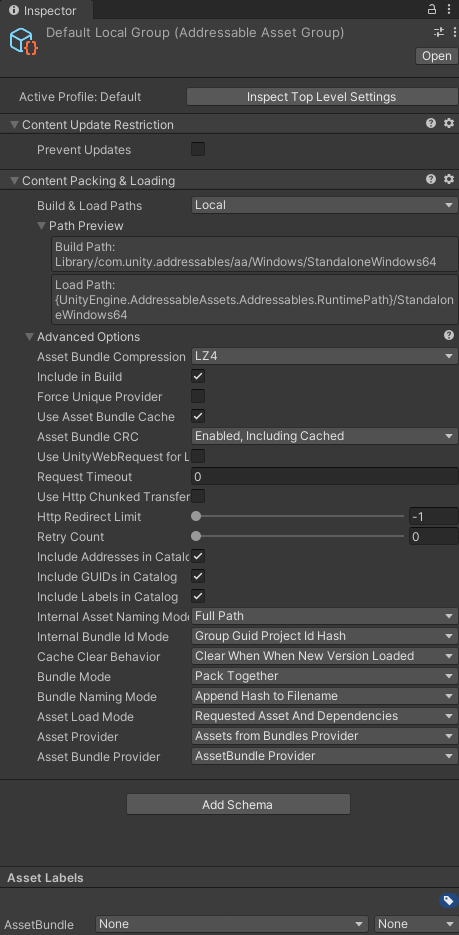 Inspector
Default Local Group (Addressable Asset Group)
Open
Active Profile: Default
Inspect Top Level Settings
Content Update Restriction
Prevent Updates
Content Packing & Loading
Build & Load Paths Local
Path Preview
Build Path:
Library/com.unity.addressables/aa/Windows/StandaloneWindows64
Load Path:
{UnityEngine.AddressableAssets.Addressables.RuntimePath}/Standalon
eWindows64
Advanced Options
Asset Bundle Compression LZ4
Include in Build
Force Unique Provider
Use Asset Bundle Cache
Asset Bundle CRC Enabled, Including Cached
Use UnityWebRequest for L
Request Timeout 0
Use Http Chunked Transfer
Http Redirect Limit -1
Retry Count 0
Include Addresses in Catalo
Include GUIDs in Catalog
Include Labels in Catalog
Internal Asset Naming Mode Full Path
Internal Bundle Id Mode Group Guid Project Id Hash
Cache Clear Behavior Clear When When New Version Loaded
Bundle Mode Pack Together
Bundle Naming Mode Append Hash to Filename
Asset Load Mode Requested Asset And Dependencies
Asset Provider Assets from Bundles Provider
Asset Bundle Provider AssetBundle Provider
Add Schema
Asset Labels
AssetBundle None None